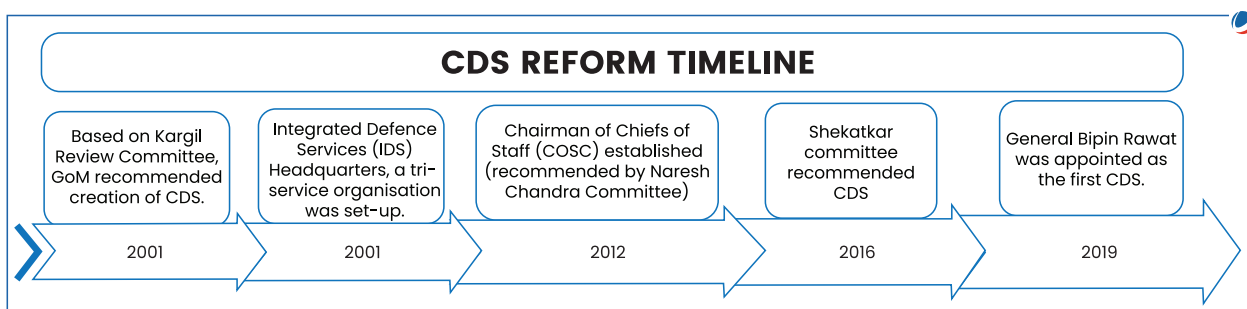 CDS REFORM TIMELINE
Based on Kargil
Review Committee,
GoM recommended
creation of CDS.
Integrated Defence
Services (IDS)
Headquarters, a tri-
service organisation
was set-up.
Chairman of Chiefs of
Staff (COSC) established
(recommended by Naresh
Chandra Committee)
Shekatkar
committee
recommended
CDS
General Bipin Rawat
was appointed as
the first CDS.
2001
2001
2012
2016
2019